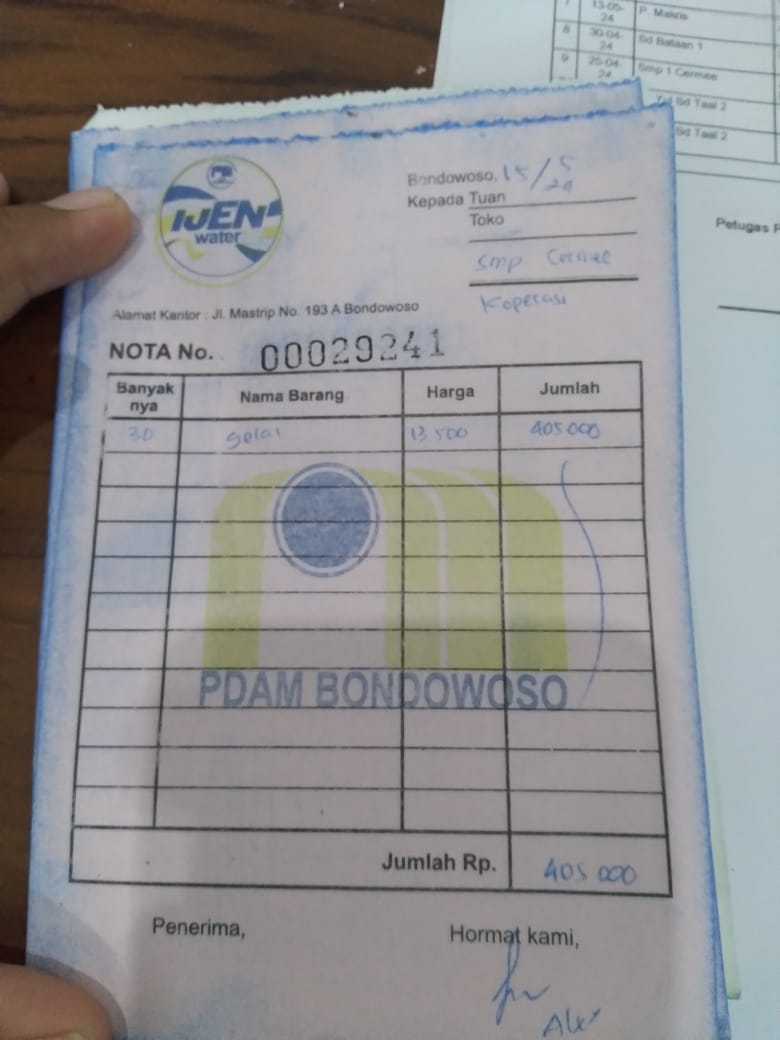 7 13-05-24 P. Makris
8 30-04-24 Sd Bataan 1
9 25-04-24 Smp 1 Cermee
Sd Taal 2
Sd Taal 2
Petugas P
IJEN
water
Bondowoso, 15/5 24
Kepada Tuan
Toko
Smp Cermee
Koperasi
Alamat Kantor : Jl. Mastrip No. 193 A Bondowoso
NOTA No. 00029241
Banyak nya Nama Barang Harga Jumlah
30 gelas 13 500 405 000
PDAM BONDOWOSO
Jumlah Rp. 405 000
Penerima, Hormat kami,
Alex